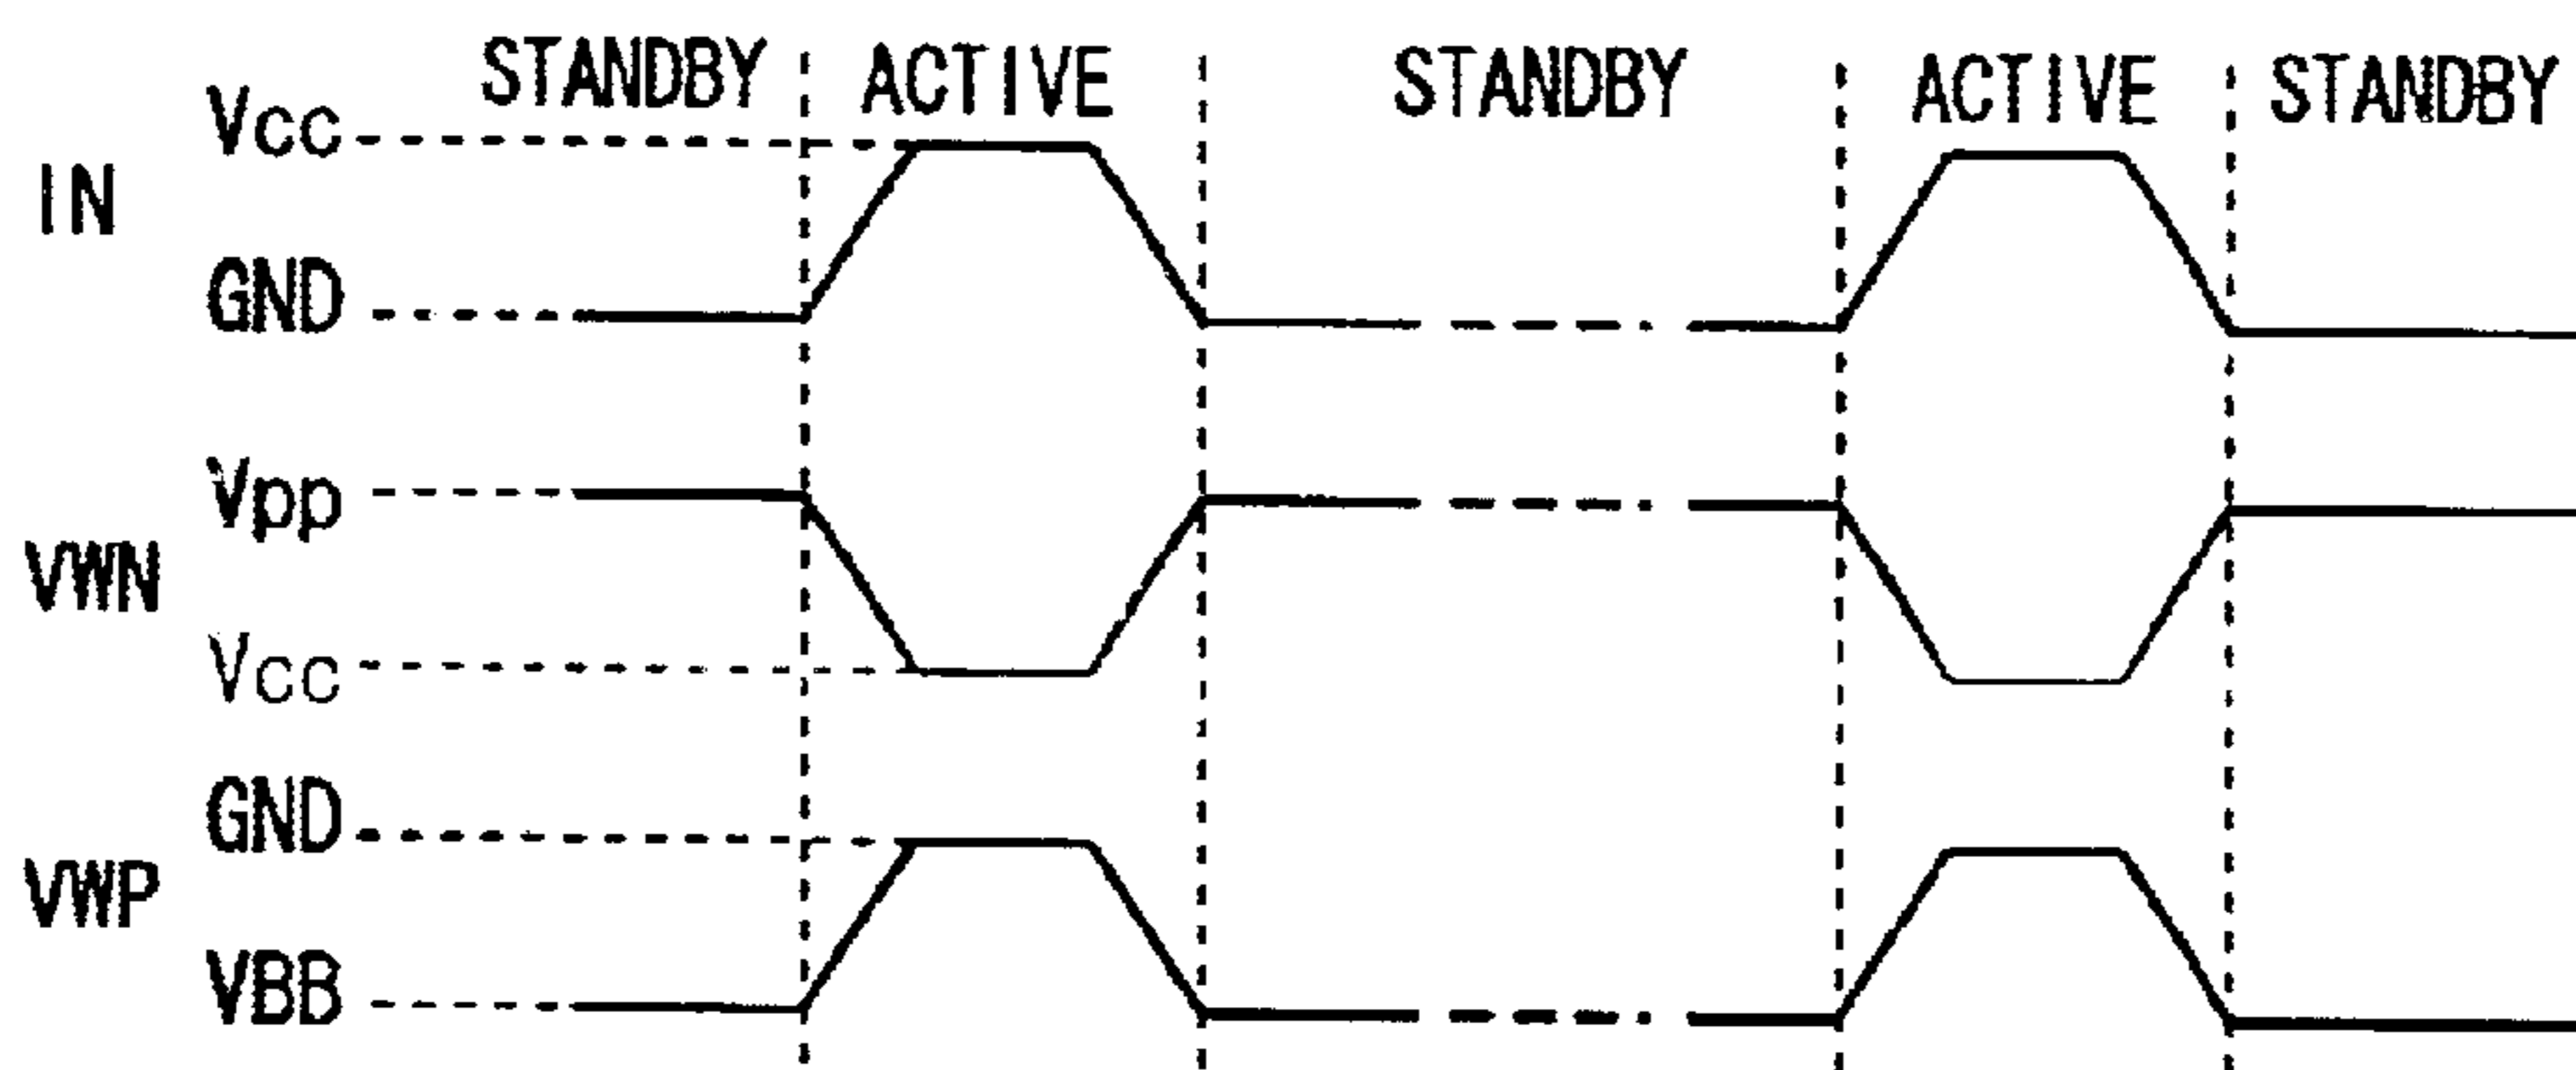 STANDBY ACTIVE STANDBY ACTIVE STANDBY
Vcc
IN
GND
Vpp
VWN
Vcc
GND
VWP
VBB